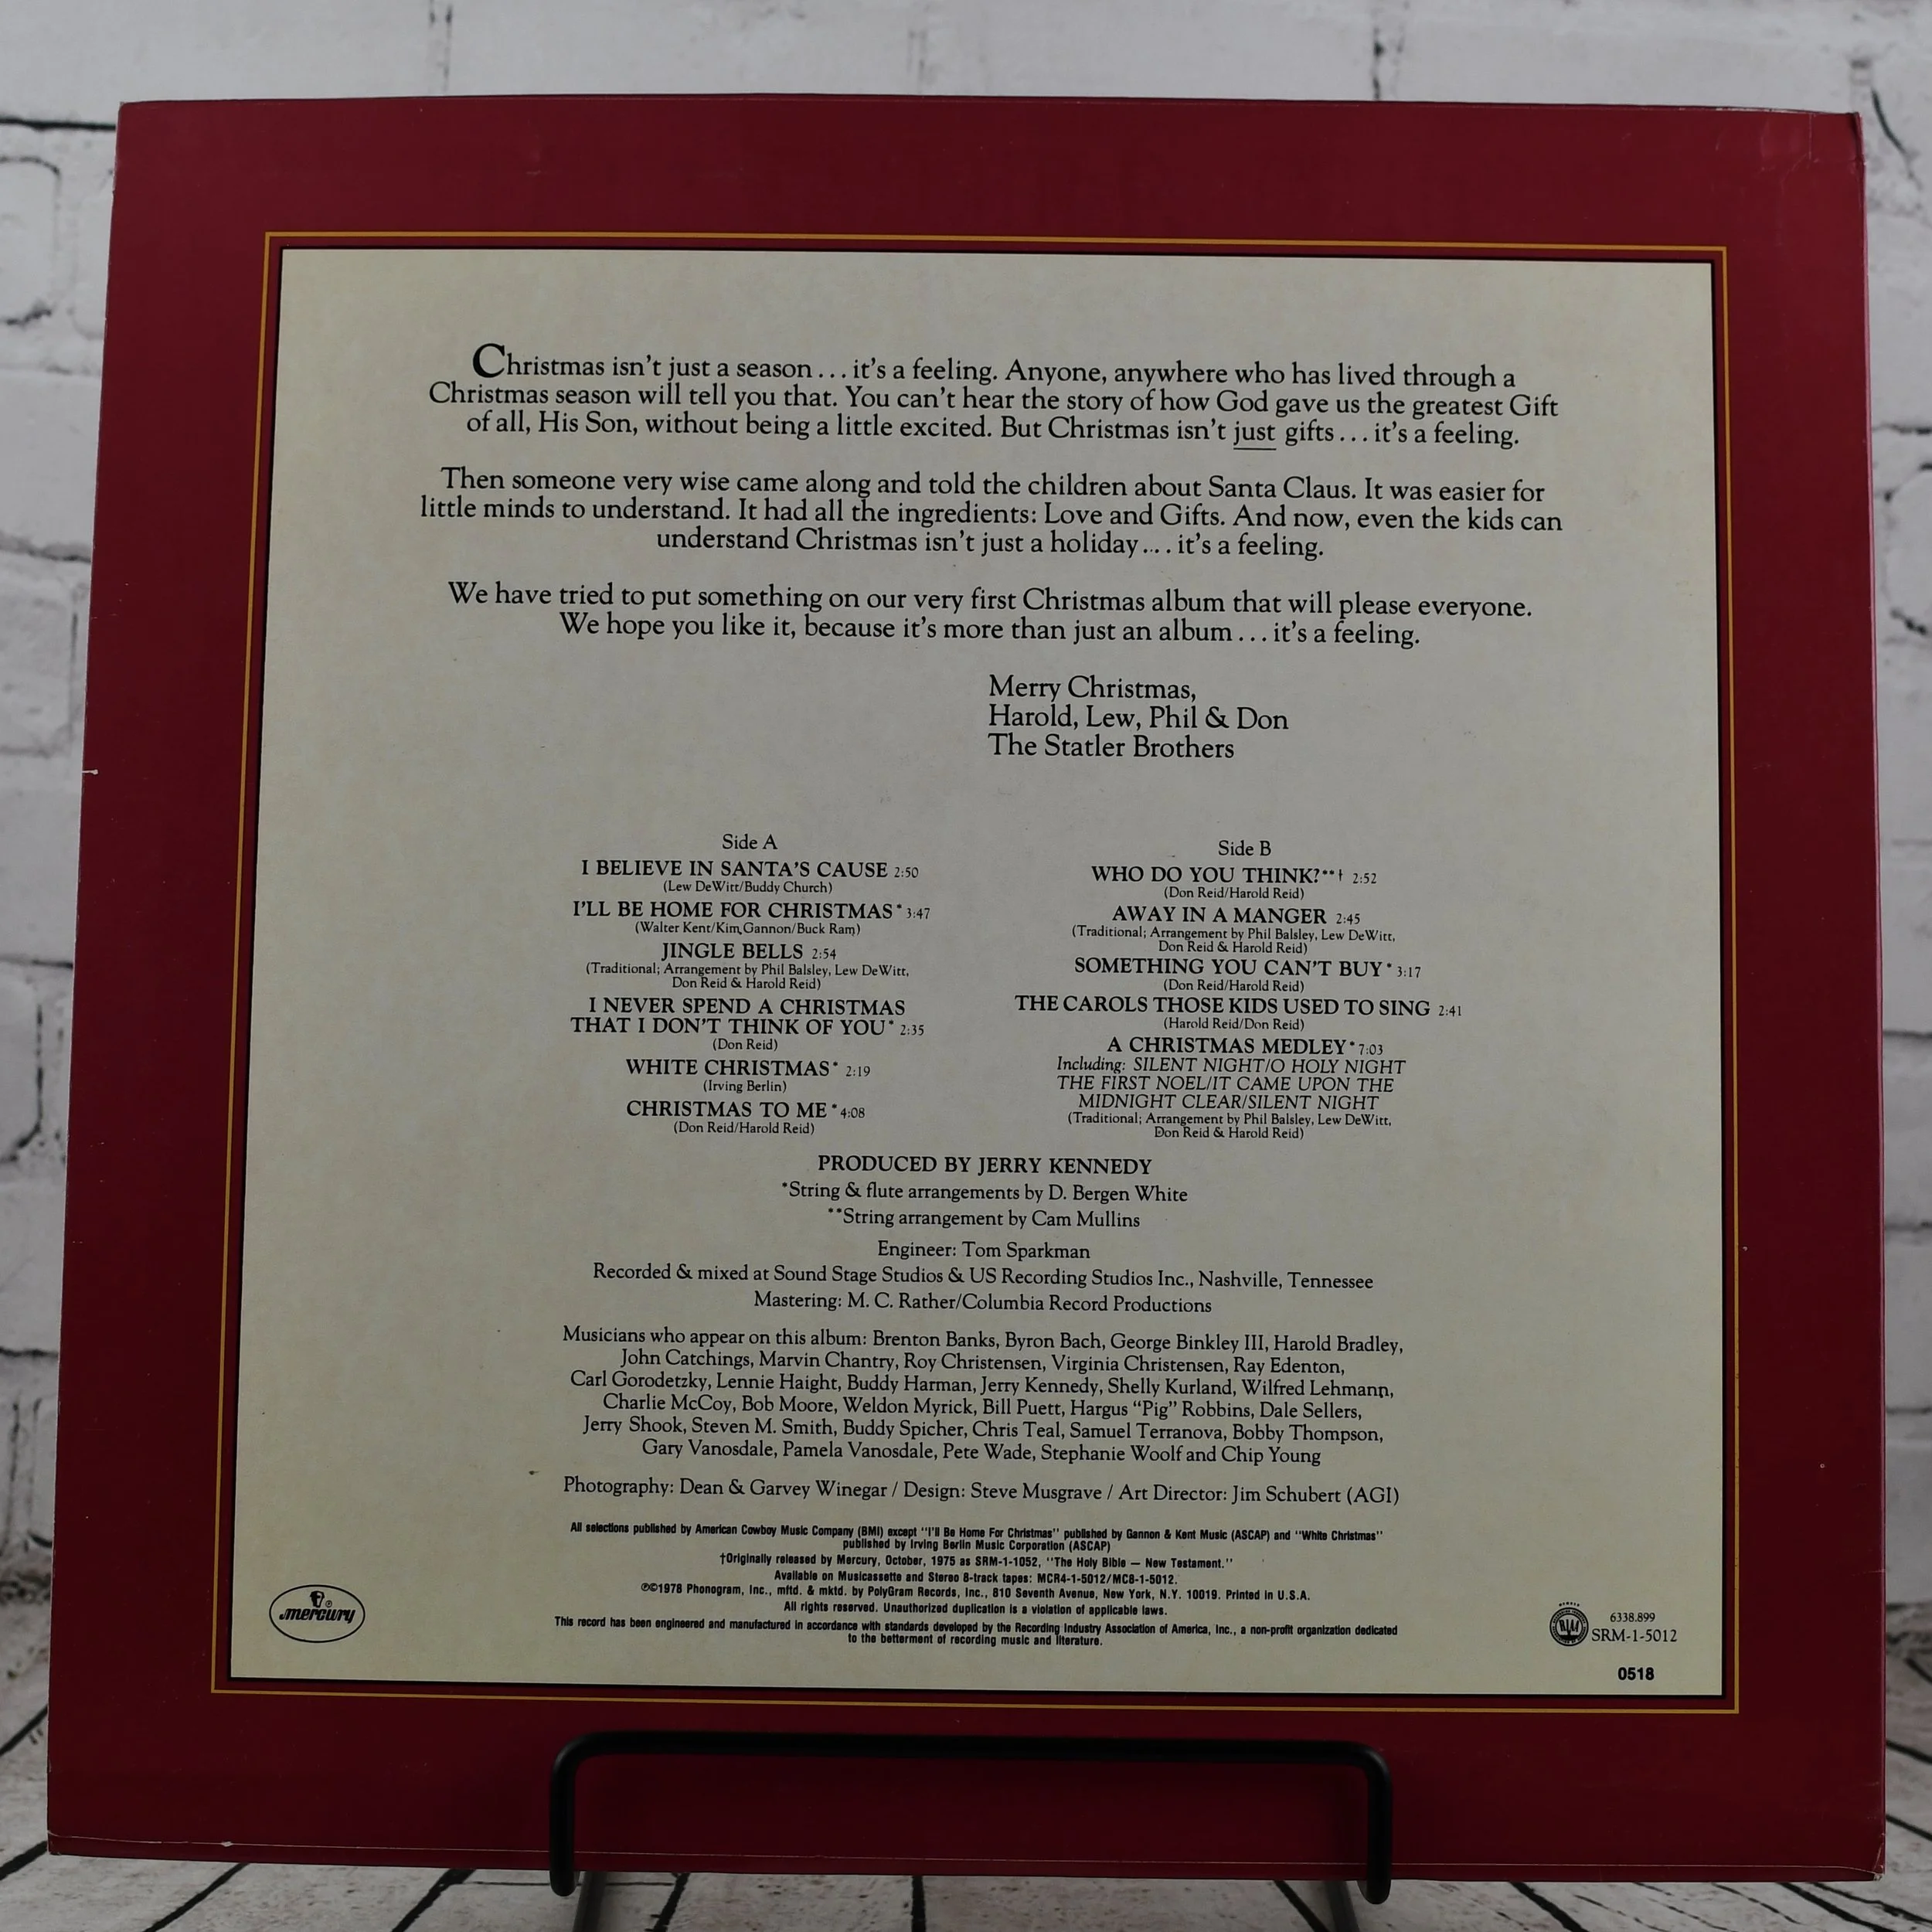 Christmas isn't just a season...it's a feeling. Anyone, anywhere who has lived through a
Christmas season will tell you that. You can't hear the story of how God gave us the greatest Gift
of all, His Son, without being a little excited. But Christmas isn't just gifts...it's a feeling.
Then someone very wise came along and told the children about Santa Claus. It was easier for
little minds to understand. It had all the ingredients: Love and Gifts. And now, even the kids can
understand Christmas isn't just a holiday.... it's a feeling.
We have tried to put something on our very first Christmas album that will please everyone.
We hope you like it, because it's more than just an album...it's a feeling.
Merry Christmas,
Harold, Lew, Phil & Don
The Statler Brothers
Side A
I BELIEVE IN SANTA'S CAUSE 2:50
(Lew DeWitt/Buddy Church)
I'LL BE HOME FOR CHRISTMAS* 3:47
(Walter Kent/Kim Gannon/Buck Ram)
JINGLE BELLS 2:54
(Traditional; Arrangement by Phil Balsley, Lew DeWitt,
Don Reid & Harold Reid)
I NEVER SPEND A CHRISTMAS
THAT I DON'T THINK OF YOU* 2:35
(Don Reid)
WHITE CHRISTMAS* 2:19
(Irving Berlin)
CHRISTMAS TO ME* 4:08
(Don Reid/Harold Reid)
Side B
WHO DO YOU THINK?**† 2:52
(Don Reid/Harold Reid)
AWAY IN A MANGER 2:45
(Traditional; Arrangement by Phil Balsley, Lew DeWitt,
Don Reid & Harold Reid)
SOMETHING YOU CAN'T BUY* 3:17
(Don Reid/Harold Reid)
THE CAROLS THOSE KIDS USED TO SING 2:41
(Harold Reid/Don Reid)
A CHRISTMAS MEDLEY* 7:03
Including: SILENT NIGHT/O HOLY NIGHT
THE FIRST NOEL/IT CAME UPON THE
MIDNIGHT CLEAR/SILENT NIGHT
(Traditional; Arrangement by Phil Balsley, Lew DeWitt,
Don Reid & Harold Reid)
PRODUCED BY JERRY KENNEDY
*String & flute arrangements by D. Bergen White
**String arrangement by Cam Mullins
Engineer: Tom Sparkman
Recorded & mixed at Sound Stage Studios & US Recording Studios Inc., Nashville, Tennessee
Mastering: M. C. Rather/Columbia Record Productions
Musicians who appear on this album: Brenton Banks, Byron Bach, George Binkley III, Harold Bradley,
John Catchings, Marvin Chantry, Roy Christensen, Virginia Christensen, Ray Edenton,
Carl Gorodetzky, Lennie Haight, Buddy Harman, Jerry Kennedy, Shelly Kurland, Wilfred Lehmann,
Charlie McCoy, Bob Moore, Weldon Myrick, Bill Puett, Hargus "Pig" Robbins, Dale Sellers,
Jerry Shook, Steven M. Smith, Buddy Spicher, Chris Teal, Samuel Terranova, Bobby Thompson,
Gary Vanosdale, Pamela Vanosdale, Pete Wade, Stephanie Woolf and Chip Young
Photography: Dean & Garvey Winegar / Design: Steve Musgrave / Art Director: Jim Schubert (AGI)
All selections published by American Cowboy Music Company (BMI) except "I'll Be Home For Christmas" published by Gannon & Kent Music (ASCAP) and "White Christmas"
published by Irving Berlin Music Corporation (ASCAP)
†Originally released by Mercury, October, 1975 as SRM-1-1052, "The Holy Bible — New Testament."
Available on Musicassette and Stereo 8-track tapes: MCR4-1-5012/MC8-1-5012.
℗©1978 Phonogram, Inc., mftd. & mktd. by PolyGram Records, Inc., 810 Seventh Avenue, New York, N.Y. 10019. Printed in U.S.A.
All rights reserved. Unauthorized duplication is a violation of applicable laws.
This record has been engineered and manufactured in accordance with standards developed by the Recording Industry Association of America, Inc., a non-profit organization dedicated
to the betterment of recording music and literature.
mercury ®
6338.899
SRM-1-5012
0518